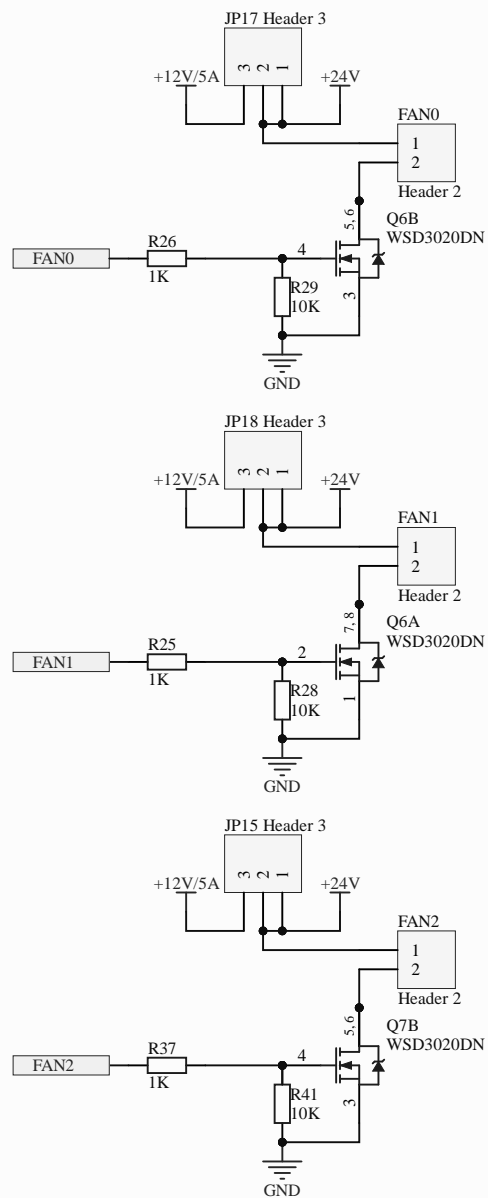 JP17 Header 3
+12V/5A
3 2 1
+24V
FAN0
1
2
Header 2
5, 6
Q6B
WSD3020DN
FAN0
R26
1K
4
R29
10K
3
GND
JP18 Header 3
+12V/5A
3 2 1
+24V
FAN1
1
2
Header 2
7, 8
Q6A
WSD3020DN
FAN1
R25
1K
2
R28
10K
1
GND
JP15 Header 3
+12V/5A
3 2 1
+24V
FAN2
1
2
Header 2
5, 6
Q7B
WSD3020DN
FAN2
R37
1K
4
R41
10K
3
GND